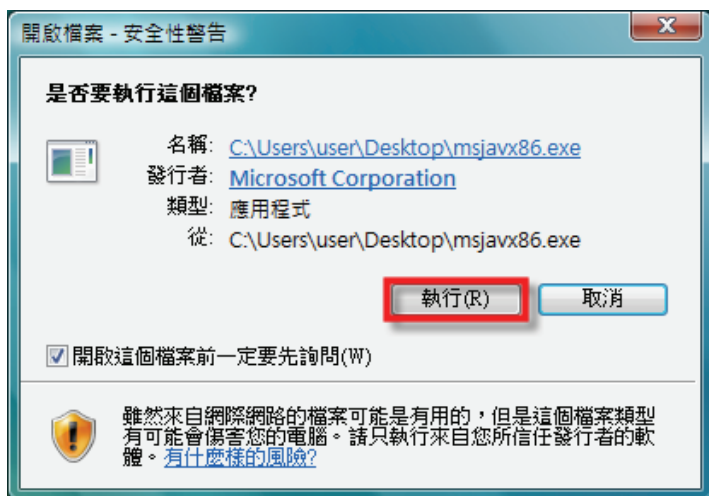 開啟檔案 - 安全性警告
是否要執行這個檔案?
名稱: C:\Users\user\Desktop\msjavx86.exe
發行者: Microsoft Corporation
類型: 應用程式
從: C:\Users\user\Desktop\msjavx86.exe
執行(R) 取消
開啟這個檔案前一定要先詢問(W)
雖然來自網際網路的檔案可能是有用的，但是這個檔案類型
有可能會傷害您的電腦。請只執行來自您所信任發行者的軟
體。有什麼樣的風險?